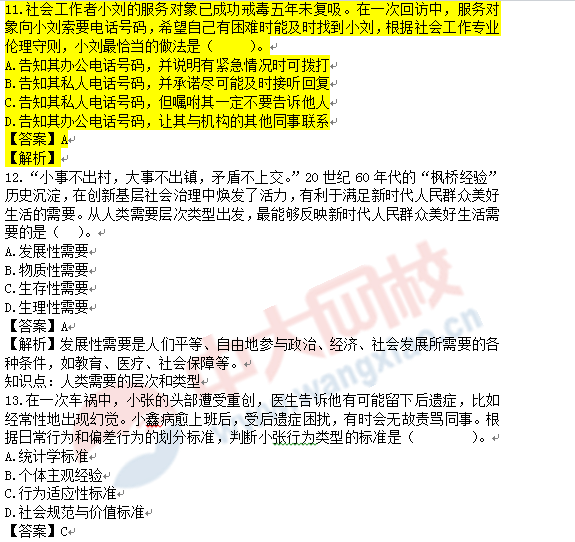 11.社会工作者小刘的服务对象已成功戒毒五年未复吸。在一次回访中，服务对
象向小刘索要电话号码，希望自己有困难时能及时找到小刘，根据社会工作专业
伦理守则，小刘最恰当的做法是（　　）。
A.告知其办公电话号码，并说明有紧急情况时可拨打
B.告知其私人电话号码，并承诺尽可能及时接听回复
C.告知其私人电话号码，但嘱咐其一定不要告诉他人
D.告知其办公电话号码，让其与机构的其他同事联系
【答案】A
【解析】
12.“小事不出村，大事不出镇，矛盾不上交。”20 世纪 60 年代的“枫桥经验”
历史沉淀，在创新基层社会治理中焕发了活力，有利于满足新时代人民群众美好
生活的需要。从人类需要层次类型出发，最能够反映新时代人民群众美好生活需
要的是（　）。
A.发展性需要
B.物质性需要
C.生存性需要
D.生理性需要
【答案】A
【解析】发展性需要是人们平等、自由地参与政治、经济、社会发展所需要的各
种条件，如教育、医疗、社会保障等。
知识点：人类需要的层次和类型
13.在一次车祸中，小张的头部遭受重创，医生告诉他有可能留下后遗症，比如
经常性地出现幻觉。小鑫病愈上班后，受后遗症困扰，有时会无故责骂同事。根
据日常行为和偏差行为的划分标准，判断小张行为类型的标准是（　　　）。
A.统计学标准
B.个体主观经验
C.行为适应性标准
D.社会规范与价值标准
【答案】C
中大网校
www.wangxiao.cn